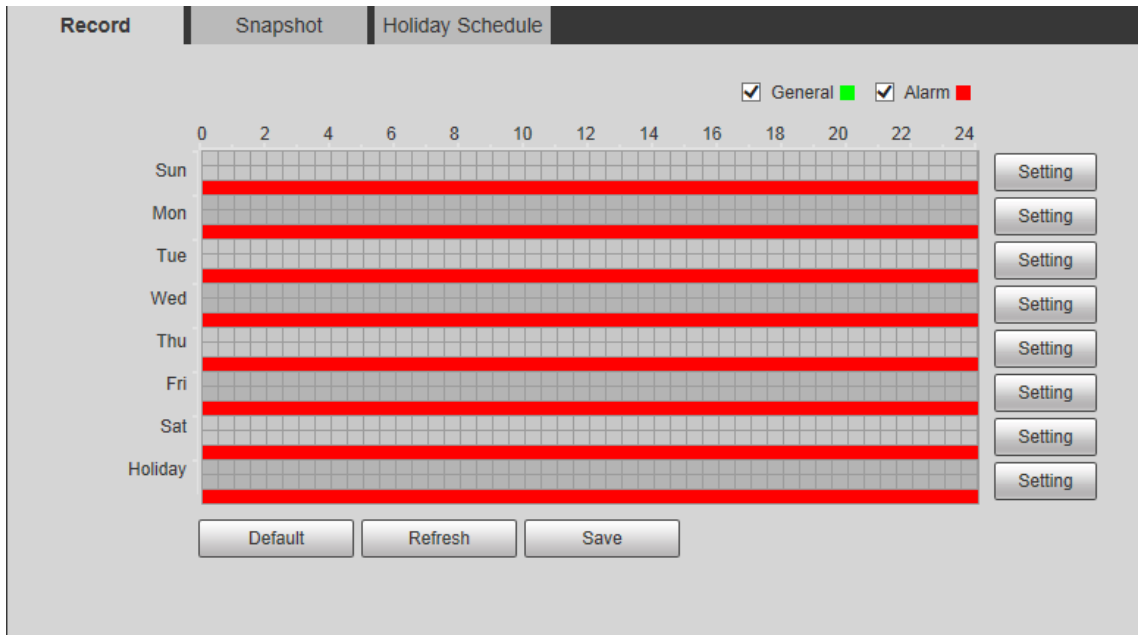 Record Snapshot Holiday Schedule
General Alarm
0 2 4 6 8 10 12 14 16 18 20 22 24
Sun Setting
Mon Setting
Tue Setting
Wed Setting
Thu Setting
Fri Setting
Sat Setting
Holiday Setting
Default Refresh Save